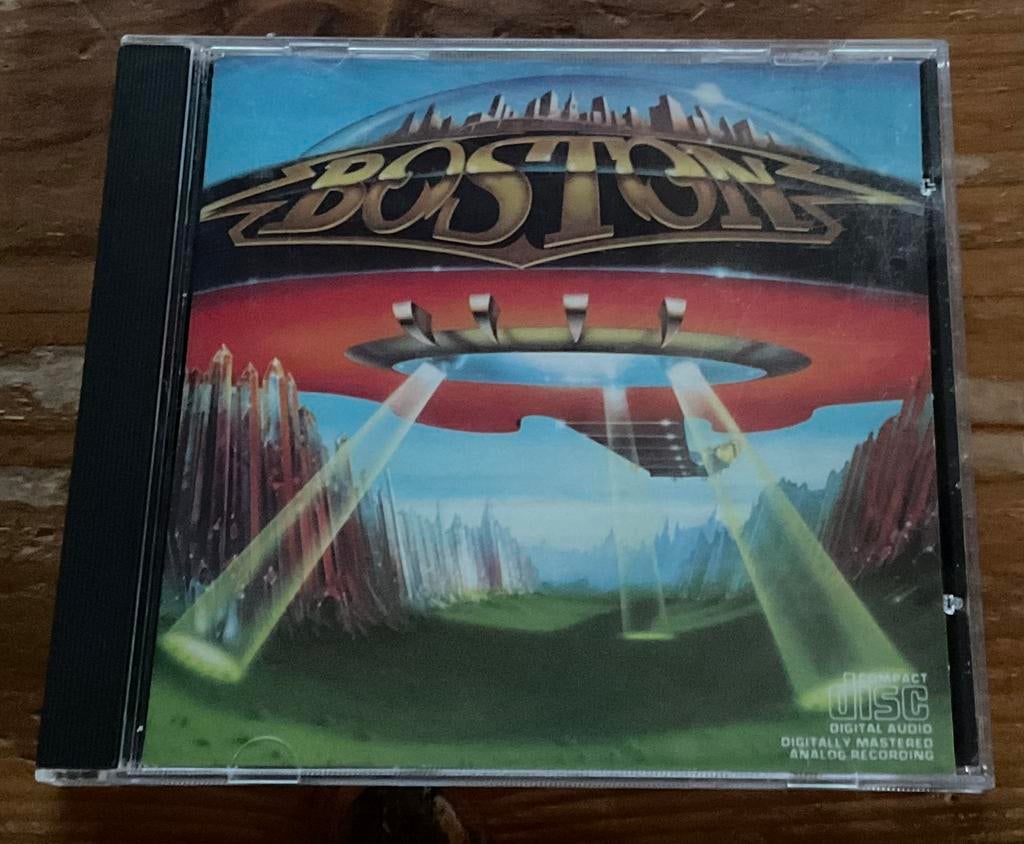 BOSTON
COMPACT
disc
DIGITAL AUDIO
DIGITALLY MASTERED
ANALOG RECORDING